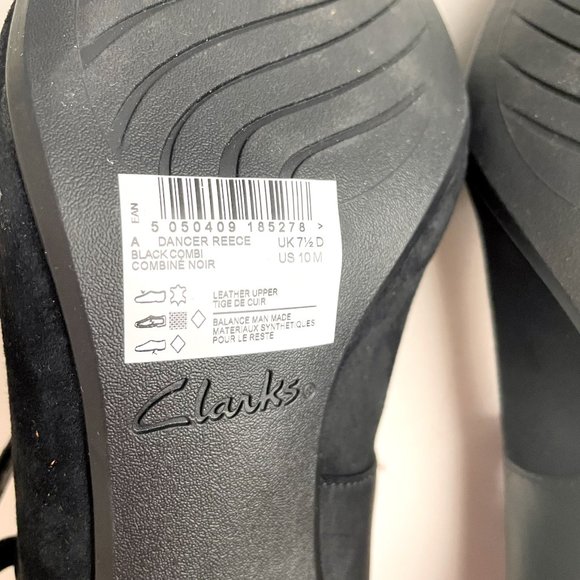 EAN
5 050409 185278 >
A DANCER REECE UK 7½ D
BLACK COMBI US 10 M
COMBINE NOIR
LEATHER UPPER
TIGE DE CUIR
BALANCE MAN MADE
MATERIAUX SYNTHETIQUES
POUR LE RESTE
Clarks